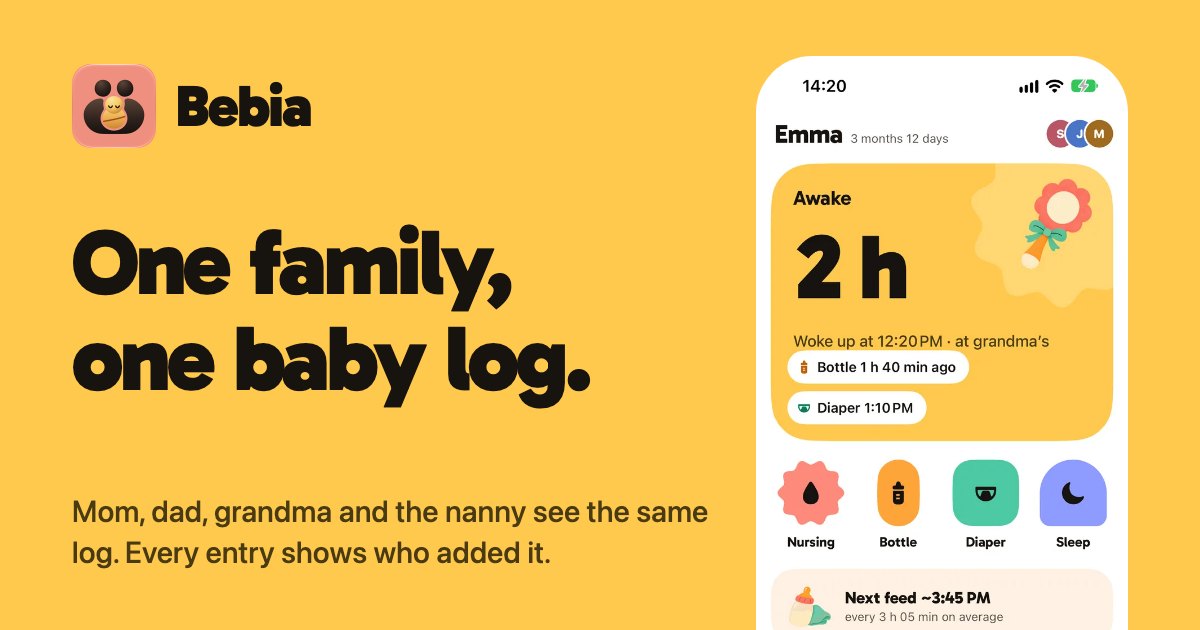 Bebia
One family,
one baby log.
Mom, dad, grandma and the nanny see the same
log. Every entry shows who added it.
14:20
Emma 3 months 12 days
S J M
Awake
2 h
Woke up at 12:20 PM · at grandma’s
Bottle 1 h 40 min ago
Diaper 1:10 PM
Nursing Bottle Diaper Sleep
Next feed ~3:45 PM
every 3 h 05 min on average